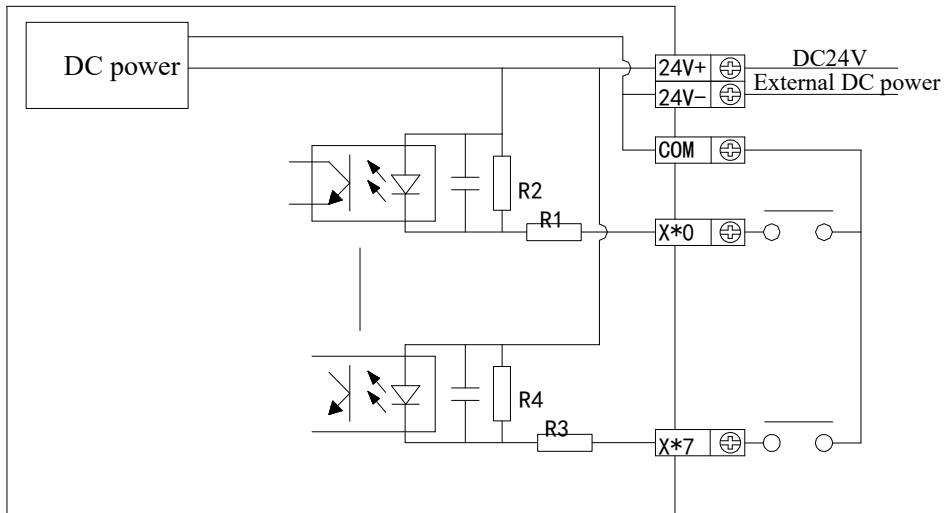 DC power
24V+
DC24V
24V-
External DC power
COM
R2
R1
X*0
R4
R3
X*7